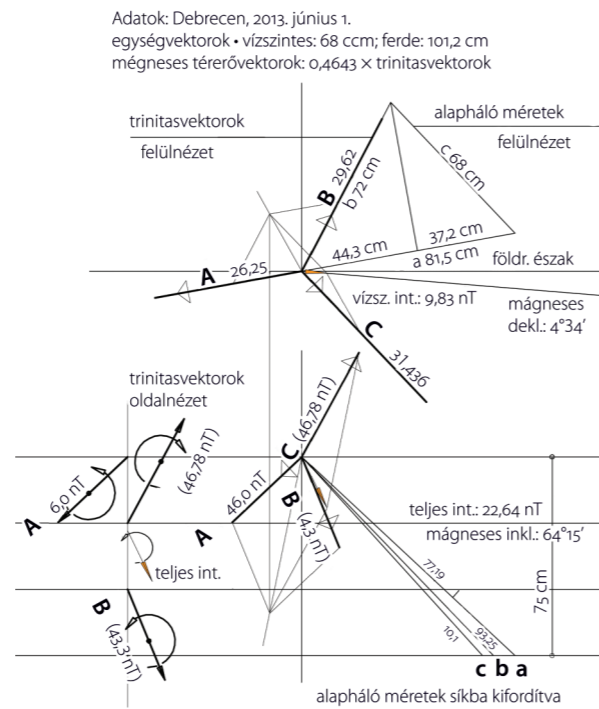 Adatok: Debrecen, 2013. június 1.
egységvektorok • vízszintes: 68 ccm; ferde: 101,2 cm
mégneses térerővektorok: 0,4643 × trinitasvektorok
trinitasvektorok
felülnézet
alapháló méretek
felülnézet
B 29,62
b 72 cm
c 68 cm
44,3 cm
37,2 cm
a 81,5 cm
földr. észak
A 26,25
vízsz. int.: 9,83 nT
mágneses
dekl.: 4°34′
C
31,436
trinitasvektorok
oldalnézet
(46,78 nT)
6,0 nT
A
(46,78 nT)
C
46,0 nT
A
B
(4,3 nT)
teljes int.
teljes int.: 22,64 nT
mágneses inkl.: 64°15′
77,19
75 cm
B
(43,3 nT)
10,1
93,25
c b a
alapháló méretek síkba kifordítva